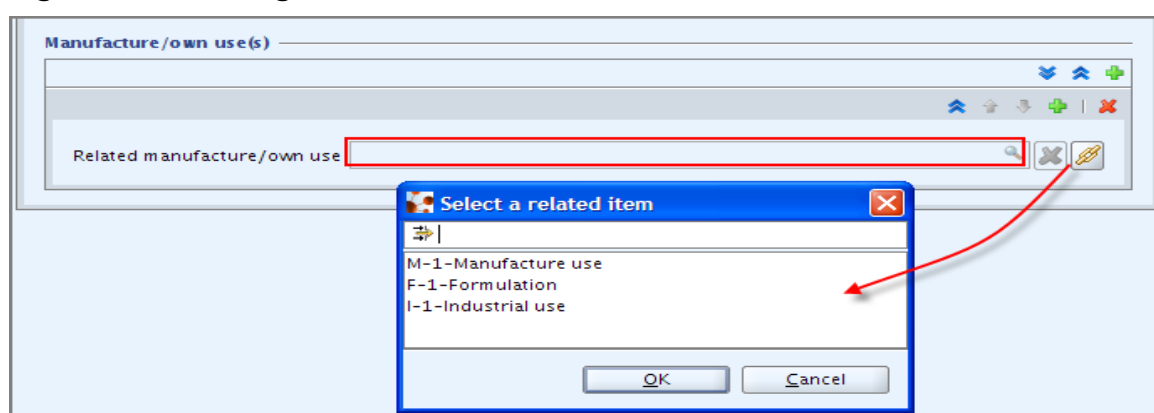 Manufacture/own use(s)
Related manufacture/own use
Select a related item
M-1-Manufacture use
F-1-Formulation
I-1-Industrial use
OK Cancel